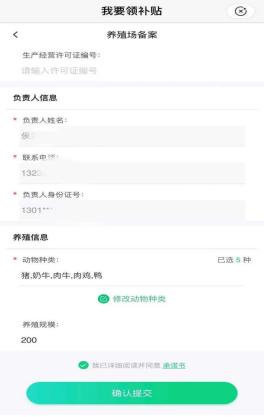 我要领补贴
养殖场备案
生产经营许可证编号:
请输入许可证编号
负责人信息
* 负责人姓名:
侯
* 联系电话:
132
* 负责人身份证号:
1301**
养殖信息
* 动物种类: 已选 5 种
猪,奶牛,肉牛,肉鸡,鸭
修改动物种类
养殖规模:
200
我已详细阅读并同意 承诺书
确认提交